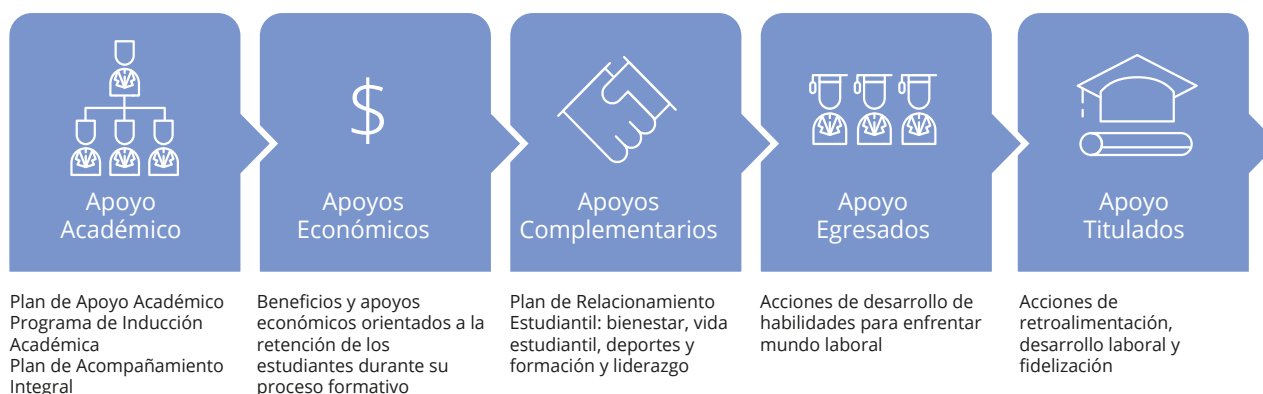 Apoyo
Académico
Plan de Apoyo Académico
Programa de Inducción
Académica
Plan de Acompañamiento
Integral
$
Apoyos
Económicos
Beneficios y apoyos
económicos orientados a la
retención de los
estudiantes durante su
proceso formativo
Apoyos
Complementarios
Plan de Relacionamiento
Estudiantil: bienestar, vida
estudiantil, deportes y
formación y liderazgo
Apoyo
Egresados
Acciones de desarrollo de
habilidades para enfrentar
mundo laboral
Apoyo
Titulados
Acciones de
retroalimentación,
desarrollo laboral y
fidelización